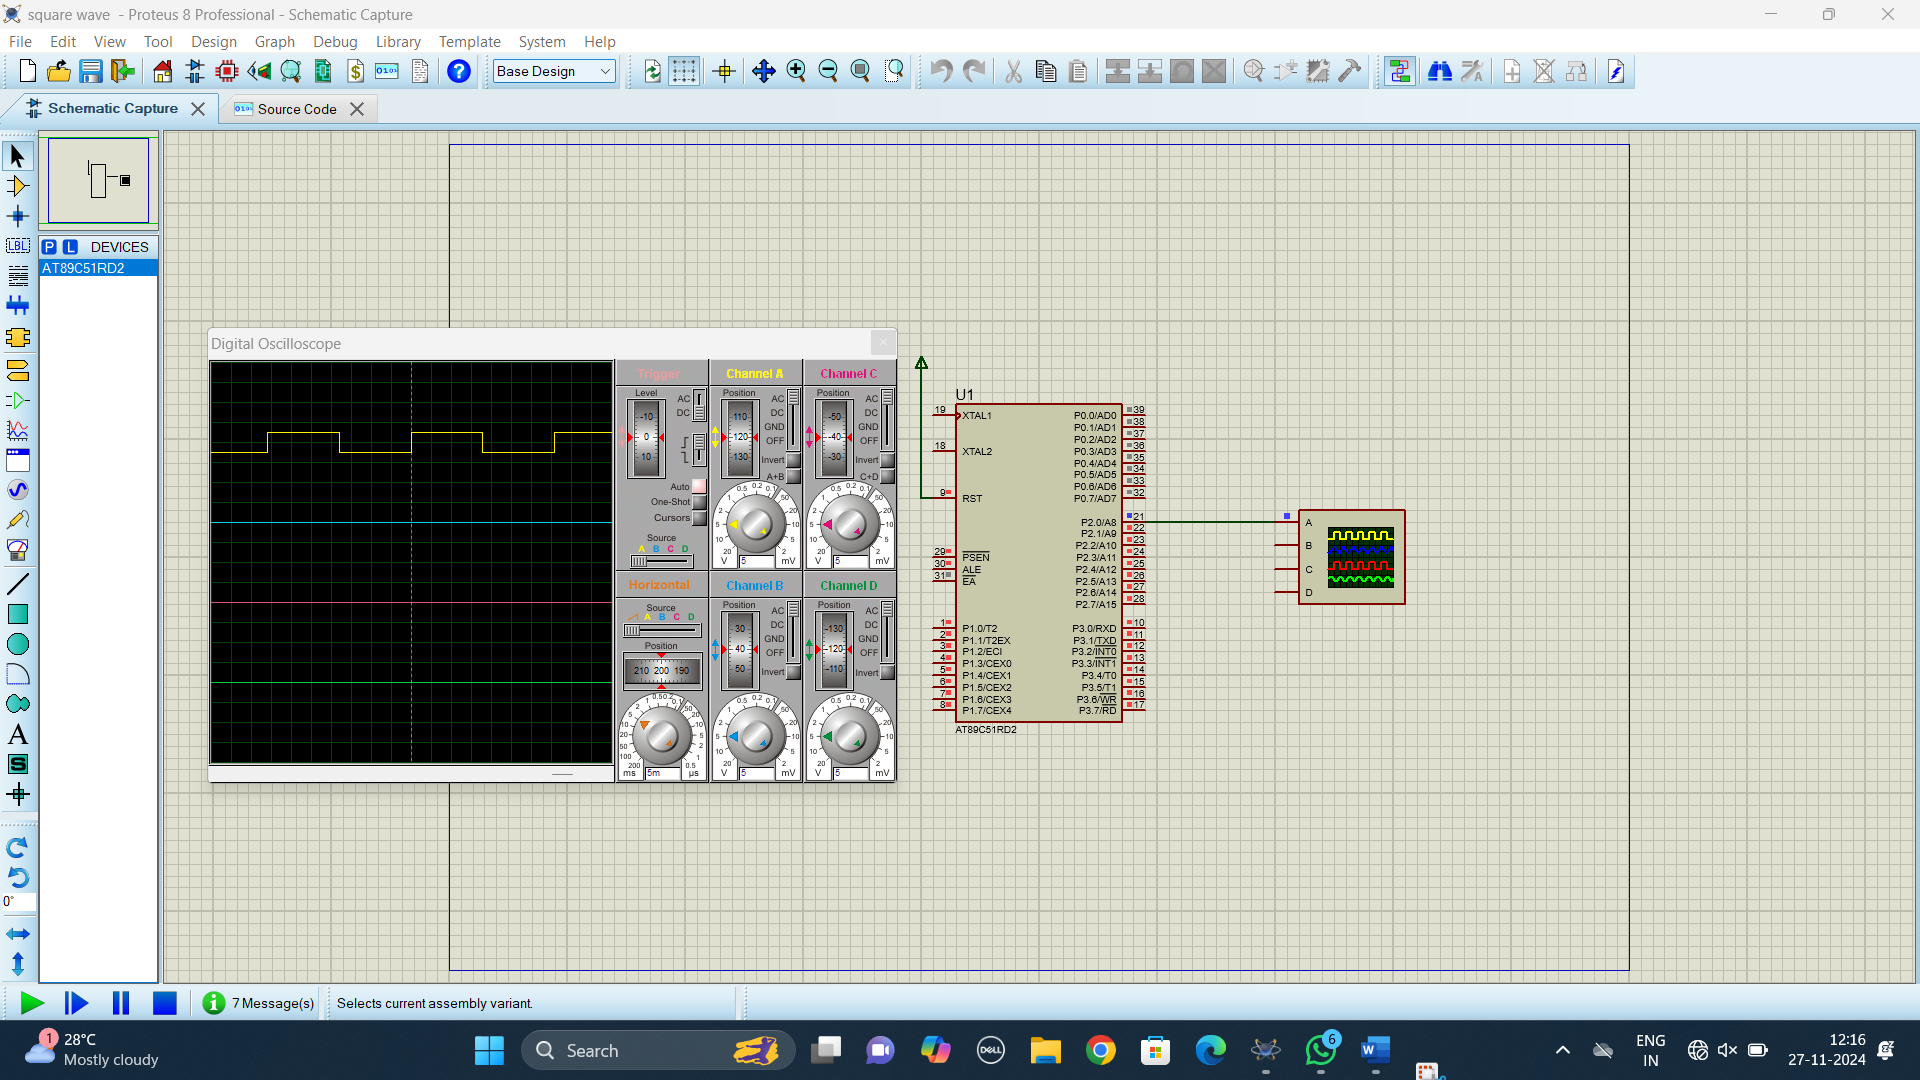 square wave - Proteus 8 Professional - Schematic Capture
File Edit View Tool Design Graph Debug Library Template System Help
Base Design
Schematic Capture
Source Code
P L DEVICES
AT89C51RD2
LBL
A
S
0°
Digital Oscilloscope
Trigger
Level
-10
0
10
AC
DC
Auto
One-Shot
Cursors
Source
A B C D
Channel A
Position
110
120
130
AC
DC
GND
OFF
Invert
A+B
V 5 mV
Channel C
Position
-50
-40
-30
AC
DC
GND
OFF
Invert
C+D
V 5 mV
Horizontal
Source
A B C D
Position
210 200 190
ms 5m µs
Channel B
Position
30
40
50
AC
DC
GND
OFF
Invert
V 5 mV
Channel D
Position
-130
-120
-110
AC
DC
GND
OFF
Invert
V 5 mV
U1
19 XTAL1
18 XTAL2
9 RST
29 PSEN
30 ALE
31 EA
1 P1.0/T2
2 P1.1/T2EX
3 P1.2/ECI
4 P1.3/CEX0
5 P1.4/CEX1
6 P1.5/CEX2
7 P1.6/CEX3
8 P1.7/CEX4
P0.0/AD0 39
P0.1/AD1 38
P0.2/AD2 37
P0.3/AD3 36
P0.4/AD4 35
P0.5/AD5 34
P0.6/AD6 33
P0.7/AD7 32
P2.0/A8 21
P2.1/A9 22
P2.2/A10 23
P2.3/A11 24
P2.4/A12 25
P2.5/A13 26
P2.6/A14 27
P2.7/A15 28
P3.0/RXD 10
P3.1/TXD 11
P3.2/INT0 12
P3.3/INT1 13
P3.4/T0 14
P3.5/T1 15
P3.6/WR 16
P3.7/RD 17
AT89C51RD2
A
B
C
D
7 Message(s)
Selects current assembly variant.
1
28°C
Mostly cloudy
Search
DELL
6
ENG
IN
12:16
27-11-2024